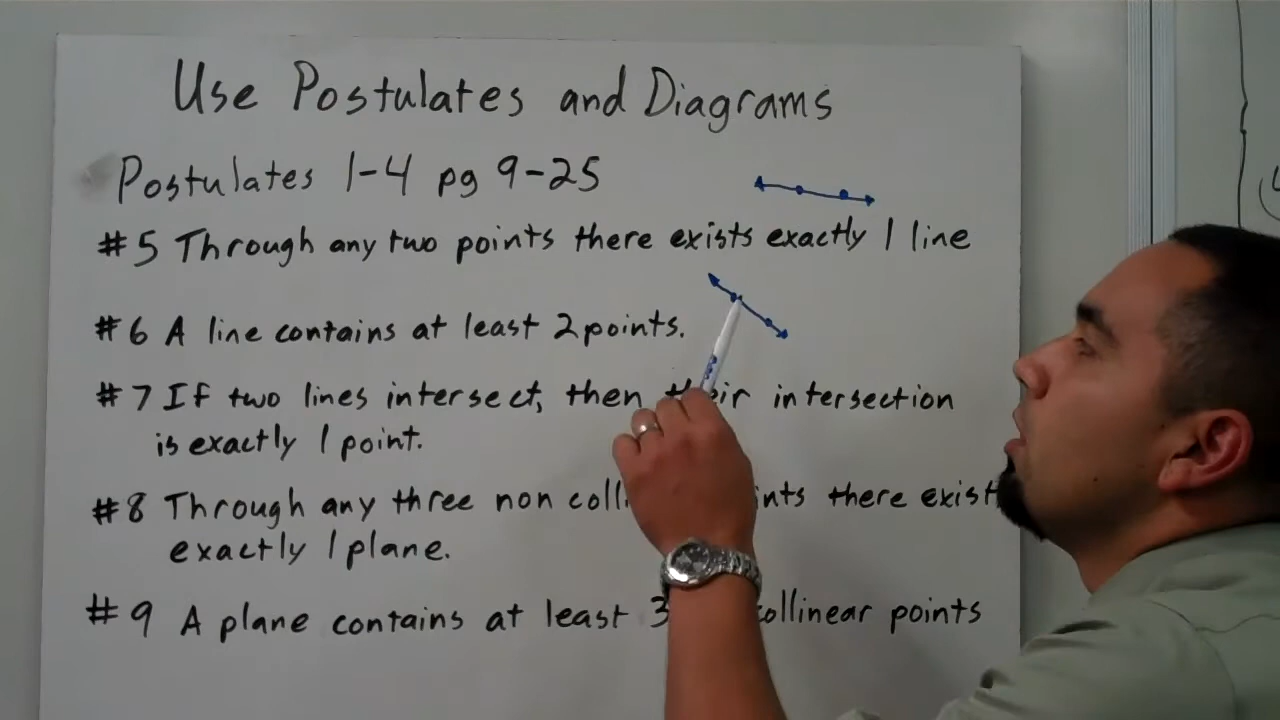 Use Postulates and Diagrams
Postulates 1-4 pg 9-25
#5 Through any two points there exists exactly 1 line
#6 A line contains at least 2 points.
#7 If two lines intersect, then their intersection
is exactly 1 point.
#8 Through any three non there exist
exactly 1 plane.
#9 A plane contains at least 3 collinear points